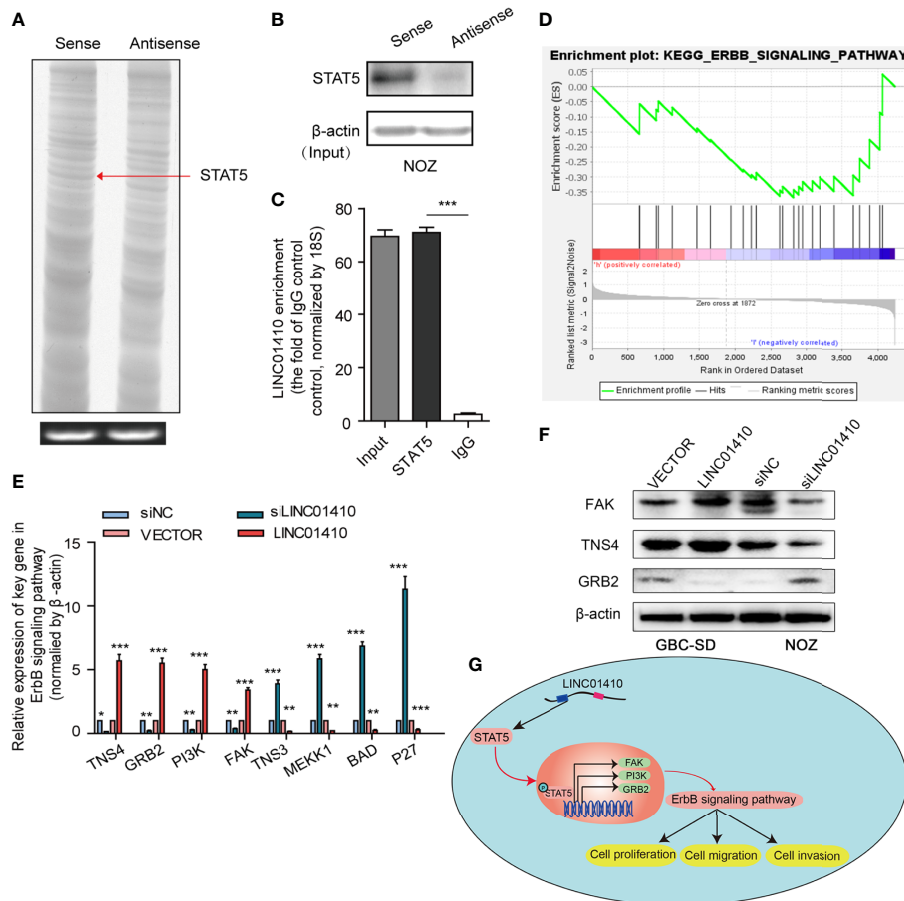 A
Sense Antisense
STAT5
B
Sense Antisense
STAT5
β-actin
(Input)
NOZ
C
***
LINC01410 enrichment
(the fold of IgG control
control, normalized by 18S)
80
60
40
20
0
Input STAT5 IgG
D
Enrichment plot: KEGG_ERBB_SIGNALING_PATHWAY
Enrichment score (ES)
0.05
0.00
-0.05
-0.10
-0.15
-0.20
-0.25
-0.30
-0.35
'h' (positively correlated)
Ranked list metric (Signal2Noise)
2
1
0
-1
-2
-3
Zero cross at 1872
'l' (negatively correlated)
0 500 1,000 1,500 2,000 2,500 3,000 3,500 4,000
Rank in Ordered Dataset
Enrichment profile Hits Ranking metric scores
E
siNC siLINC01410
VECTOR LINC01410
Relative expression of key gene in
ErbB signaling pathway
(normalied by β -actin)
15
10
5
0
* *** ** *** ** *** ** *** *** ** *** ** *** ** *** ***
TNS4 GRB2 PI3K FAK TNS3 MEKK1 BAD P27
F
VECTOR LINC01410 siNC siLINC01410
FAK
TNS4
GRB2
β-actin
GBC-SD NOZ
G
LINC01410
STAT5
P STAT5
FAK
PI3K
GRB2
ErbB signaling pathway
Cell proliferation Cell migration Cell invasion